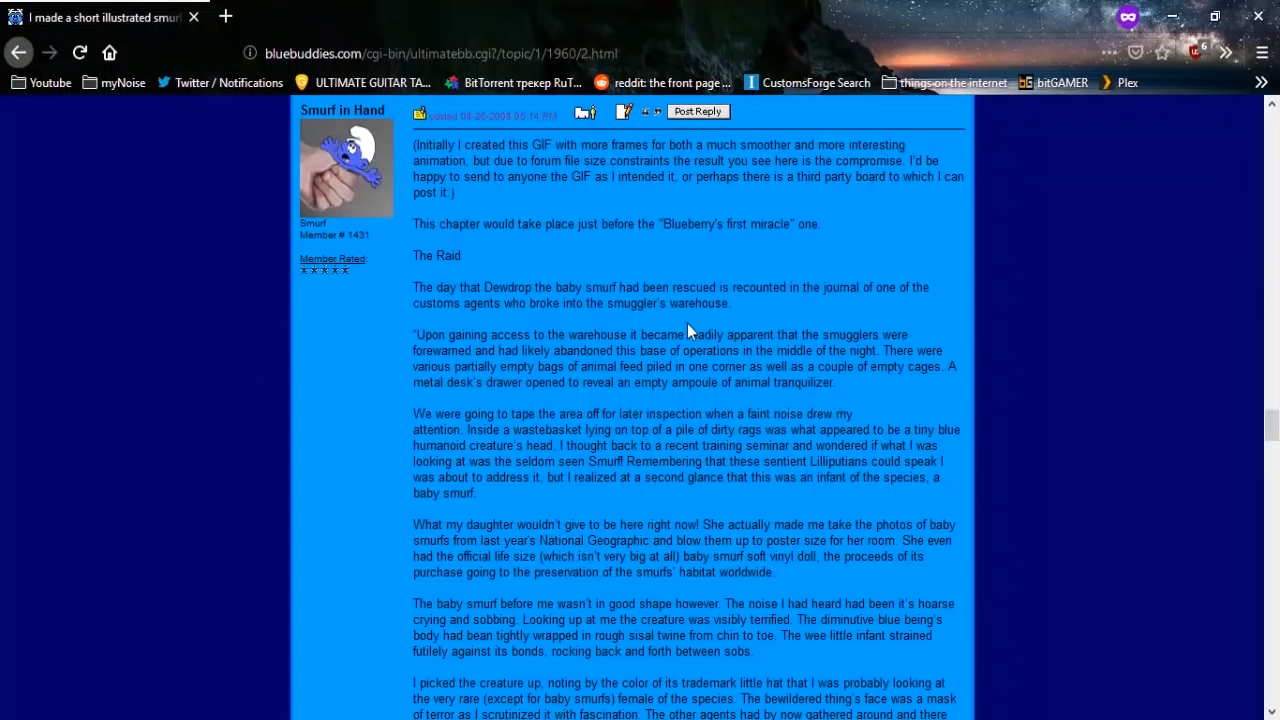 I made a short illustrated smurf
bluebuddies.com/cgi-bin/ultimatebb.cgi?/topic/1/1960/2.html
6
Youtube
myNoise
Twitter / Notifications
ULTIMATE GUITAR TA...
BitTorrent трекер RuT...
reddit: the front page ...
CustomsForge Search
things on the internet
bitGAMER
Plex
Smurf in Hand
posted 08-26-2008 05:14 PM
Post Reply
Smurf
Member # 1431
Member Rated:
(Initially I created this GIF with more frames for both a much smoother and more interesting
animation, but due to forum file size constraints the result you see here is the compromise. I'd be
happy to send to anyone the GIF as I intended it, or perhaps there is a third party board to which I can
post it.)
This chapter would take place just before the "Blueberry's first miracle" one.
The Raid
The day that Dewdrop the baby smurf had been rescued is recounted in the journal of one of the
customs agents who broke into the smuggler's warehouse.
"Upon gaining access to the warehouse it became readily apparent that the smugglers were
forewarned and had likely abandoned this base of operations in the middle of the night. There were
various partially empty bags of animal feed piled in one corner as well as a couple of empty cages. A
metal desk's drawer opened to reveal an empty ampoule of animal tranquilizer.
We were going to tape the area off for later inspection when a faint noise drew my
attention. Inside a wastebasket lying on top of a pile of dirty rags was what appeared to be a tiny blue
humanoid creature's head. I thought back to a recent training seminar and wondered if what I was
looking at was the seldom seen Smurf! Remembering that these sentient Lilliputians could speak I
was about to address it, but I realized at a second glance that this was an infant of the species, a
baby smurf.
What my daughter wouldn't give to be here right now! She actually made me take the photos of baby
smurfs from last year's National Geographic and blow them up to poster size for her room. She even
had the official life size (which isn't very big at all) baby smurf soft vinyl doll, the proceeds of its
purchase going to the preservation of the smurfs' habitat worldwide.
The baby smurf before me wasn't in good shape however. The noise I had heard had been it's hoarse
crying and sobbing. Looking up at me the creature was visibly terrified. The diminutive blue being's
body had bean tightly wrapped in rough sisal twine from chin to toe. The wee little infant strained
futilely against its bonds, rocking back and forth between sobs.
I picked the creature up, noting by the color of its trademark little hat that I was probably looking at
the very rare (except for baby smurfs) female of the species. The bewildered thing's face was a mask
of terror as I scrutinized it with fascination. The other agents had by now gathered around and there